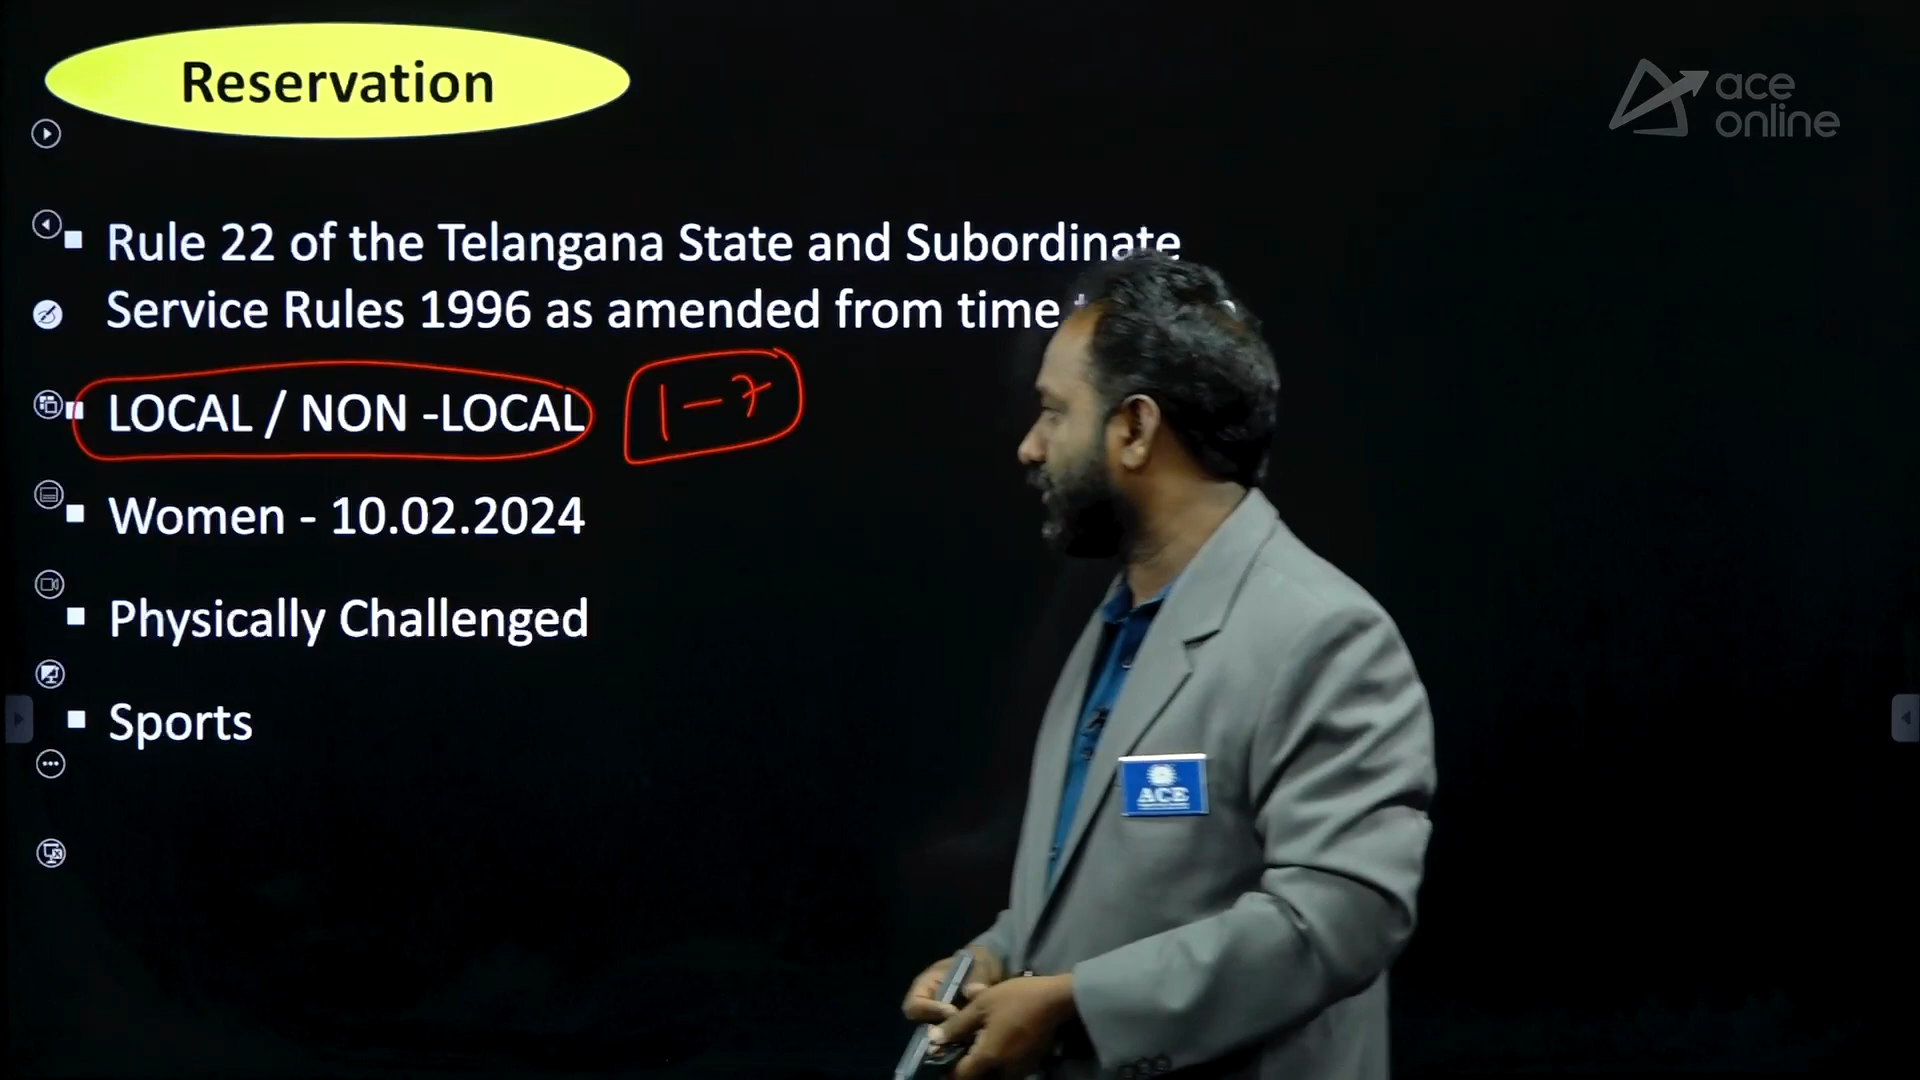 Reservation
ace
online
Rule 22 of the Telangana State and Subordinate
Service Rules 1996 as amended from time
LOCAL / NON -LOCAL
1-7
Women - 10.02.2024
Physically Challenged
Sports
ACE